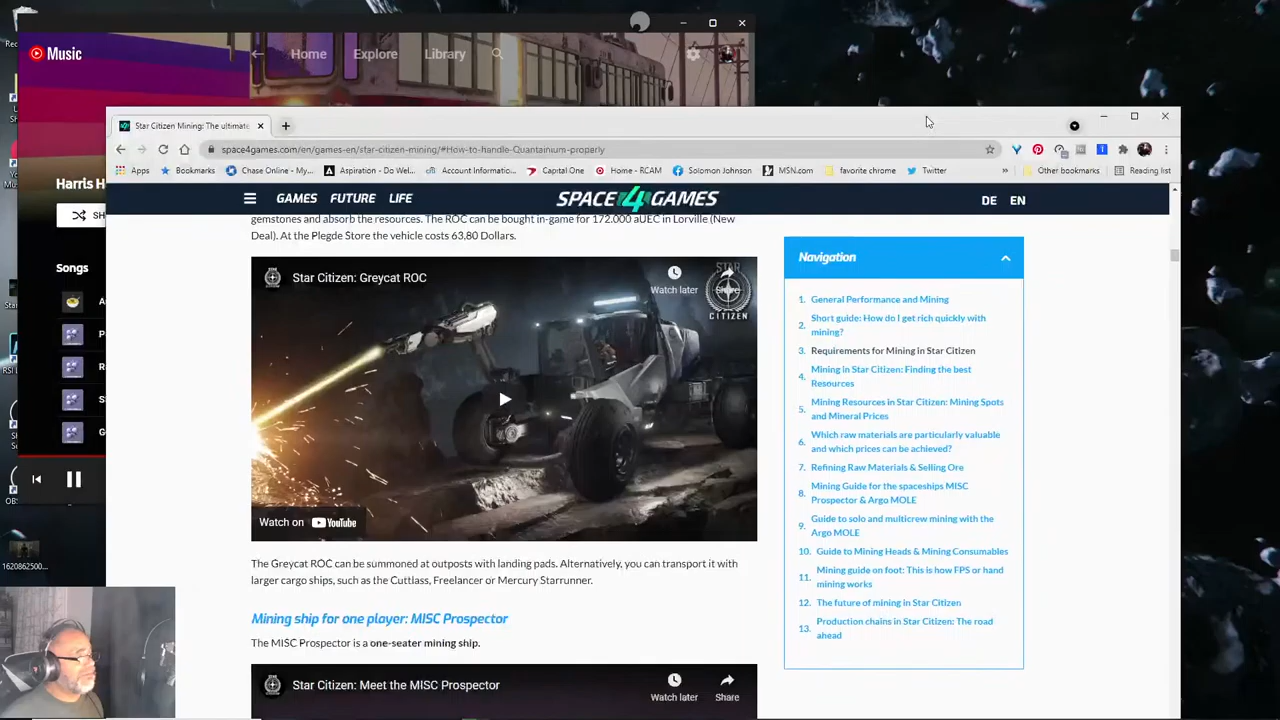 Music
Home
Explore
Library
Harris H
SH
Songs
Star Citizen Mining: The ultimate
space4games.com/en/games-en/star-citizen-mining/#How-to-handle-Quantainium-properly
Apps
Bookmarks
Chase Online - My...
Aspiration - Do Wel...
Account Informatio...
Capital One
Home - RCAM
Solomon Johnson
MSN.com
favorite chrome
Twitter
»
Other bookmarks
Reading list
GAMES
FUTURE
LIFE
SPACE4GAMES
DE
EN
gemstones and absorb the resources. The ROC can be bought in-game for 172.000 aUEC in Lorville (New
Deal). At the Plegde Store the vehicle costs 63,80 Dollars.
Star Citizen: Greycat ROC
Watch later
Share
STAR
CITIZEN
Watch on YouTube
The Greycat ROC can be summoned at outposts with landing pads. Alternatively, you can transport it with
larger cargo ships, such as the Cuttlass, Freelancer or Mercury Starrunner.
Mining ship for one player: MISC Prospector
The MISC Prospector is a one-seater mining ship.
Star Citizen: Meet the MISC Prospector
Watch later
Share
Navigation
1. General Performance and Mining
2. Short guide: How do I get rich quickly with
mining?
3. Requirements for Mining in Star Citizen
4. Mining in Star Citizen: Finding the best
Resources
5. Mining Resources in Star Citizen: Mining Spots
and Mineral Prices
6. Which raw materials are particularly valuable
and which prices can be achieved?
7. Refining Raw Materials & Selling Ore
8. Mining Guide for the spaceships MISC
Prospector & Argo MOLE
9. Guide to solo and multicrew mining with the
Argo MOLE
10. Guide to Mining Heads & Mining Consumables
11. Mining guide on foot: This is how FPS or hand
mining works
12. The future of mining in Star Citizen
13. Production chains in Star Citizen: The road
ahead
1620862500...